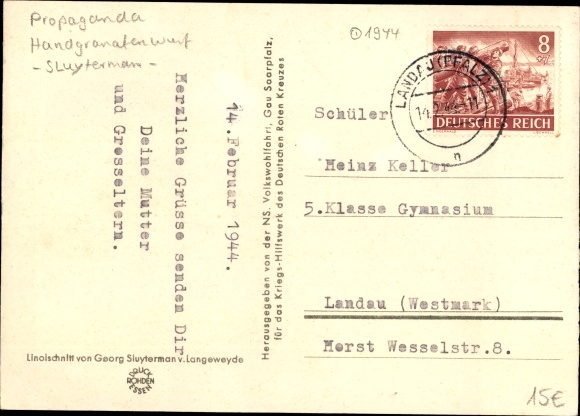 Propaganda
Handgranatenwurf
- Sluyterman -
1944
14. Februar 1944.
Herzliche Grüsse senden Dir
Deine Mutter
und Grosseltern.
Linolschnitt von Georg Sluyterman v. Langeweyde
DRUCK
ROHDEN
ESSEN
Herausgegeben von der NS. Volkswohlfahrt, Gau Saarpfalz,
für das Kriegs-Hilfswerk des Deutschen Roten Kreuzes
8
DEUTSCHES REICH
LANDAU (PFALZ) 1
Schüler
Heinz Keller
5. Klasse Gymnasium
Landau (Westmark)
Horst Wesselstr.8.
15€